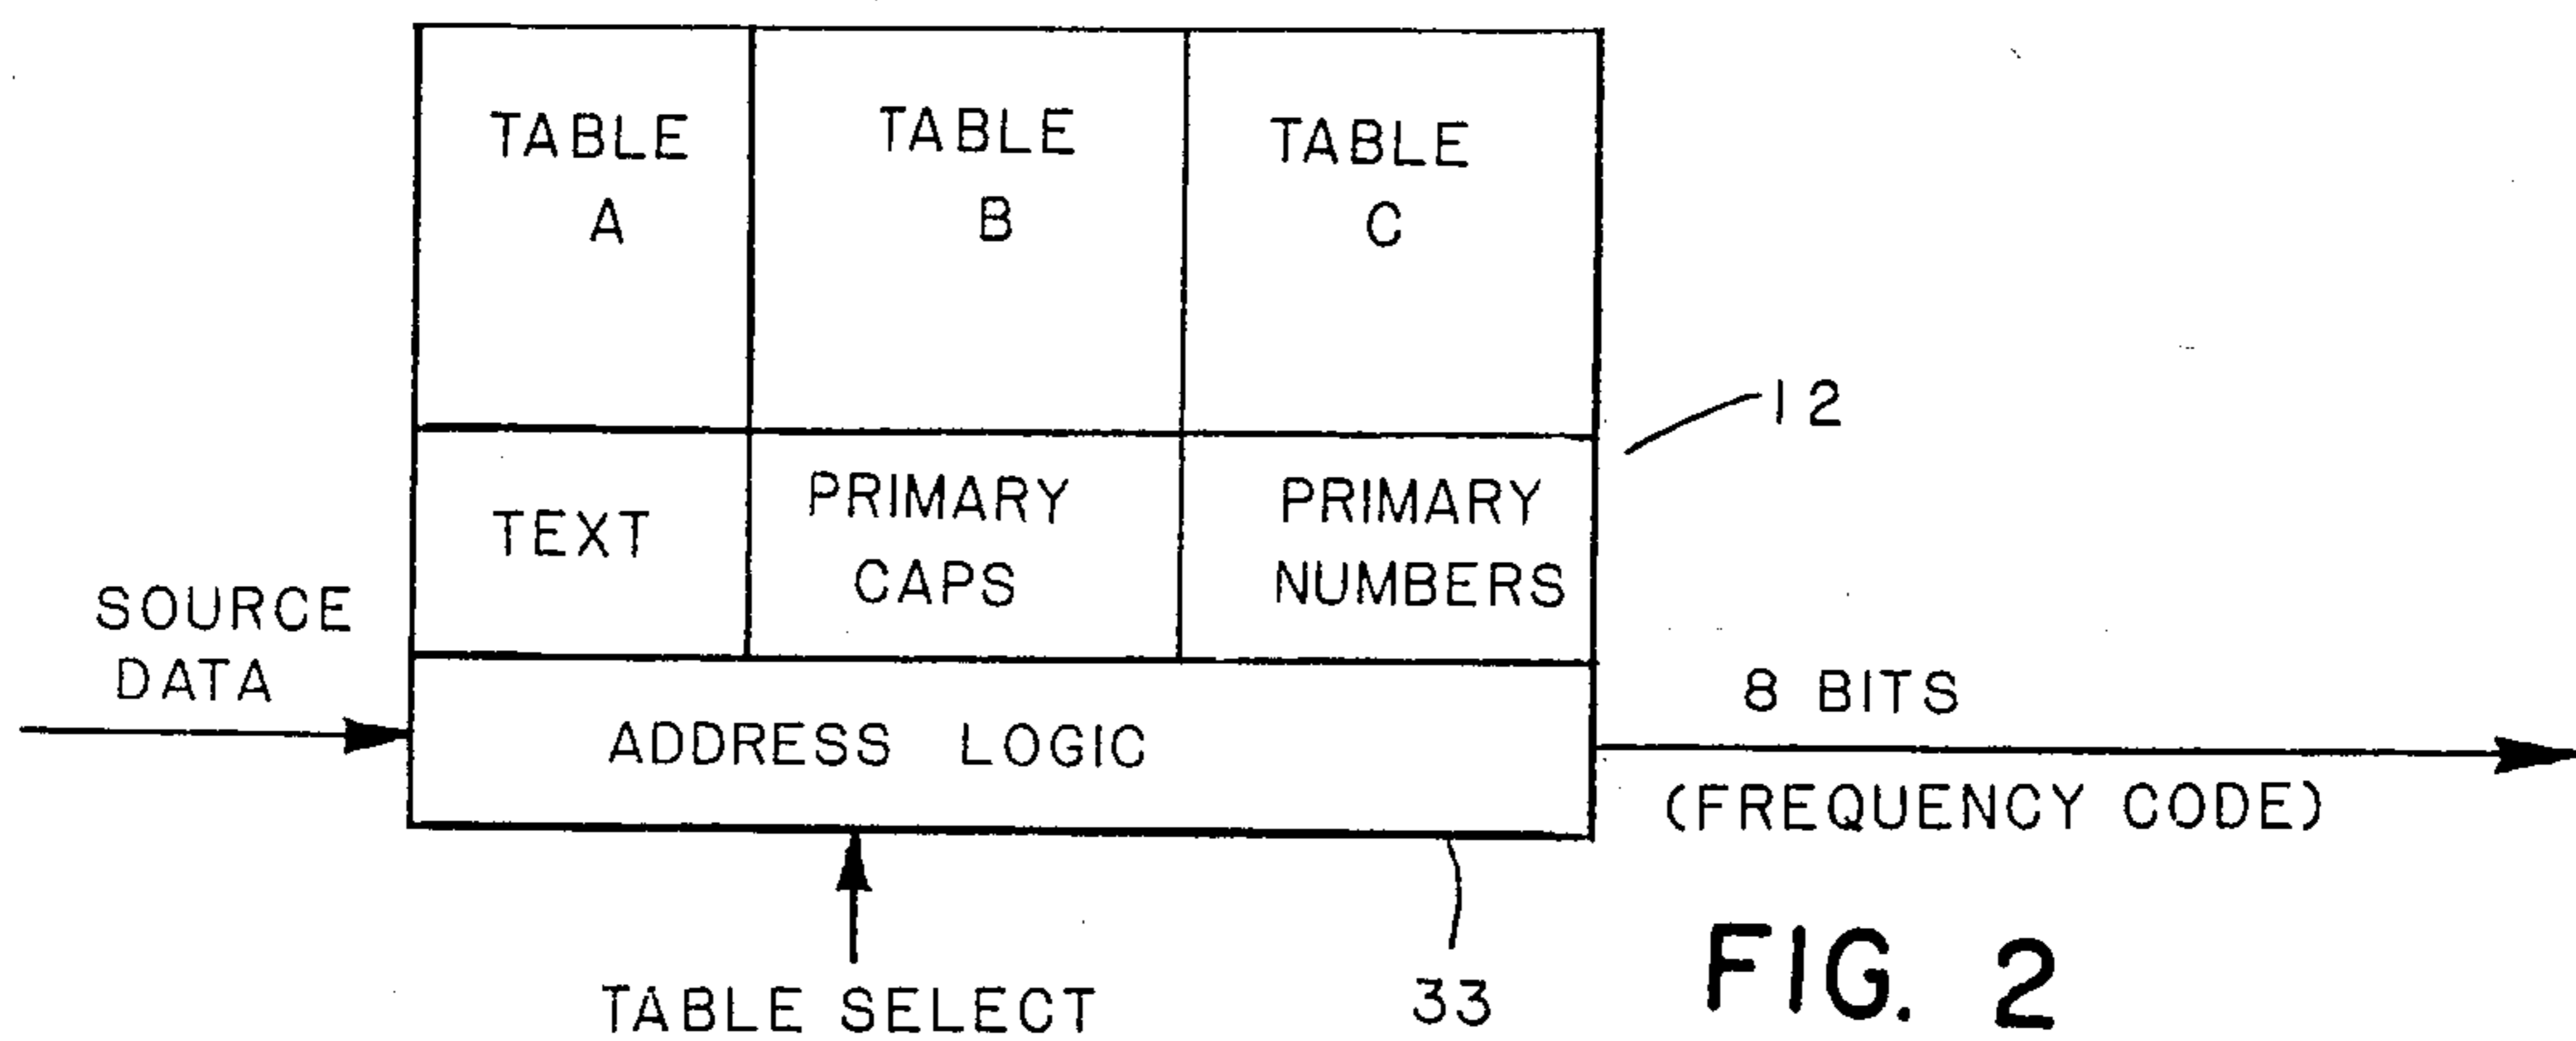 TABLE
A
TABLE
B
TABLE
C
12
TEXT
PRIMARY
CAPS
PRIMARY
NUMBERS
SOURCE
DATA
ADDRESS LOGIC
8 BITS
(FREQUENCY CODE)
TABLE SELECT
33
FIG. 2